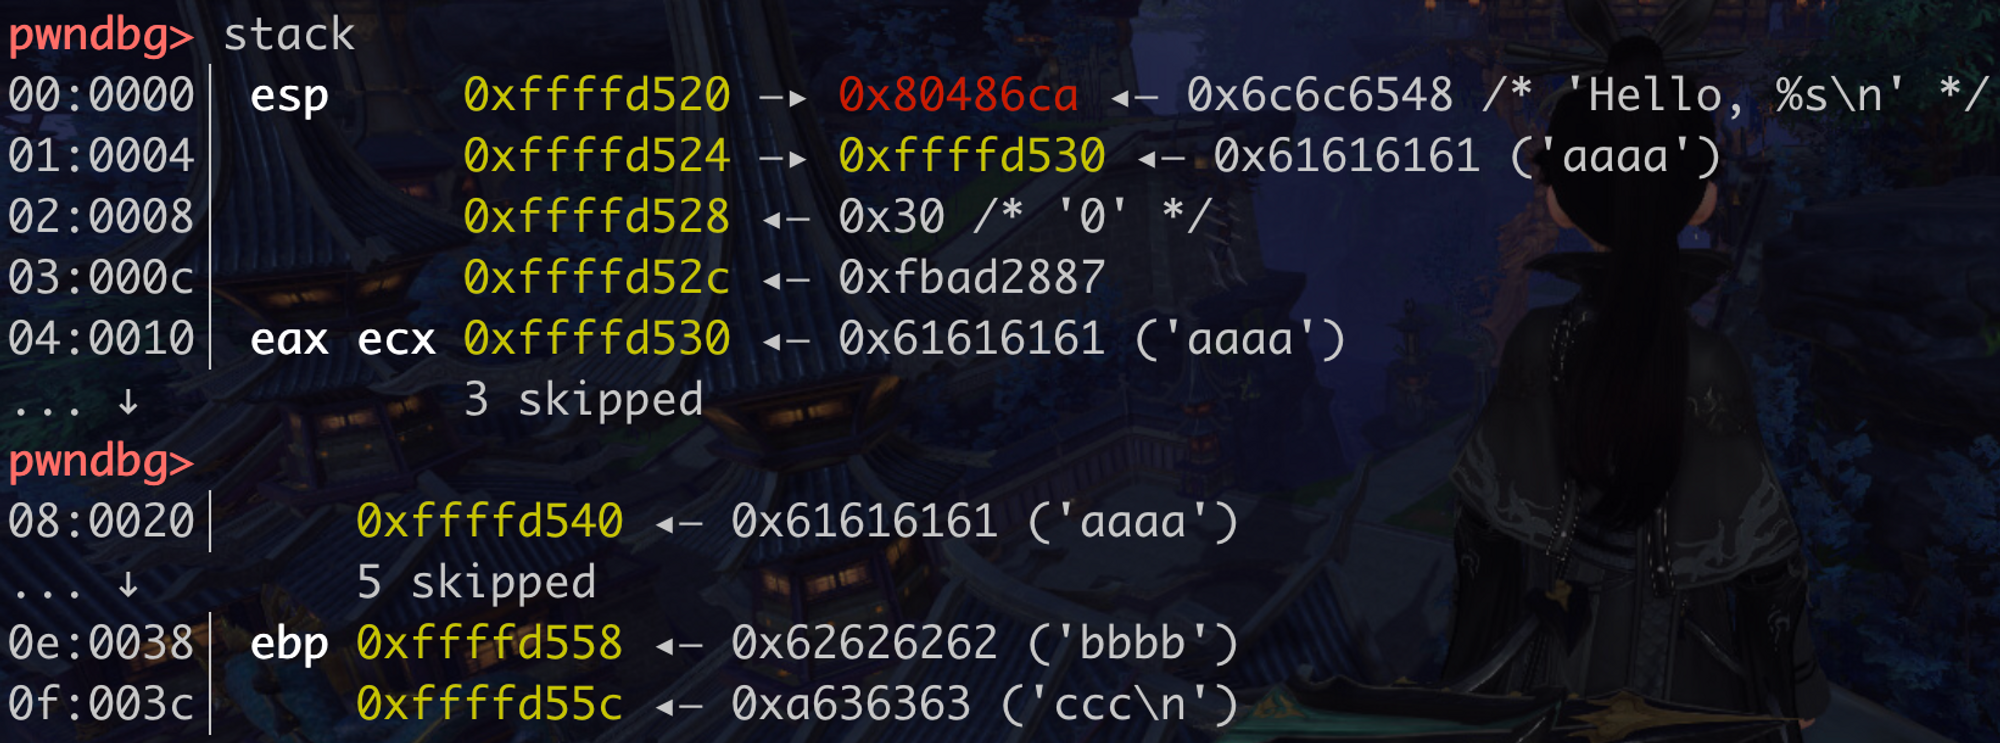 pwndbg> stack
00:0000│ esp 0xffffd520 —▸ 0x80486ca ◂— 0x6c6c6548 /* 'Hello, %s\n' */
01:0004│ 0xffffd524 —▸ 0xffffd530 ◂— 0x61616161 ('aaaa')
02:0008│ 0xffffd528 ◂— 0x30 /* '0' */
03:000c│ 0xffffd52c ◂— 0xfbad2887
04:0010│ eax ecx 0xffffd530 ◂— 0x61616161 ('aaaa')
... ↓ 3 skipped
pwndbg>
08:0020│ 0xffffd540 ◂— 0x61616161 ('aaaa')
... ↓ 5 skipped
0e:0038│ ebp 0xffffd558 ◂— 0x62626262 ('bbbb')
0f:003c│ 0xffffd55c ◂— 0xa636363 ('ccc\n')